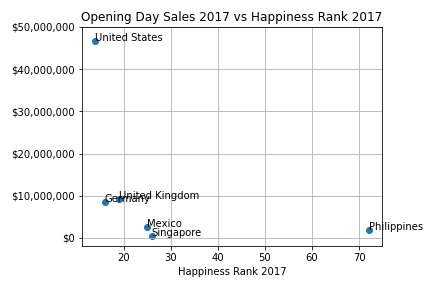 Opening Day Sales 2017 vs Happiness Rank 2017
$50,000,000
United States
$40,000,000
$30,000,000
$20,000,000
$10,000,000
United Kingdom
Germany
Mexico
Philippines
Singapore
$0
20 30 40 50 60 70
Happiness Rank 2017